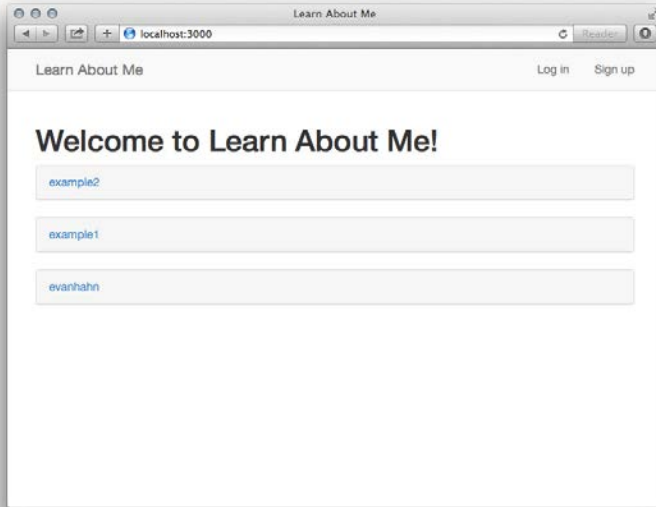 Learn About Me
localhost:3000
Reader
Learn About Me
Log in
Sign up
Welcome to Learn About Me!
example2
example1
evanhahn